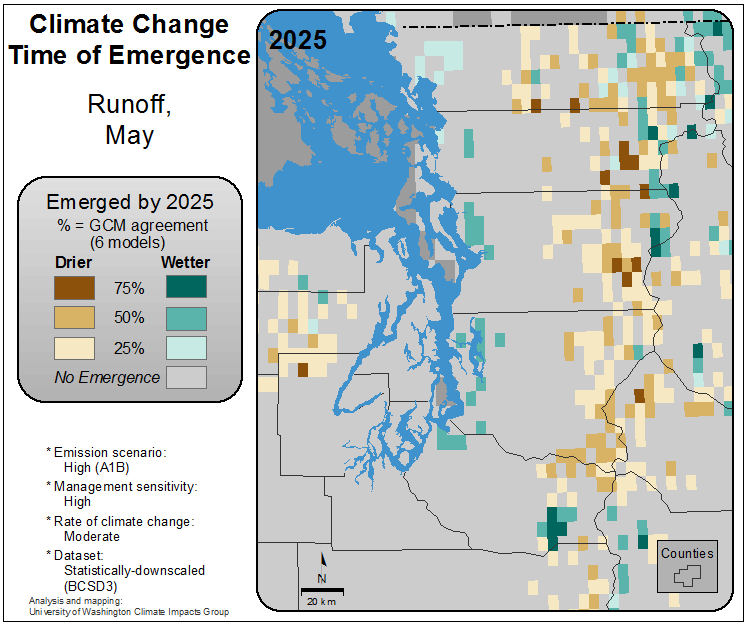 Climate Change
Time of Emergence
Runoff,
May
Emerged by 2025
% = GCM agreement
(6 models)
Drier Wetter
75%
50%
25%
No Emergence
* Emission scenario:
High (A1B)
* Management sensitivity:
High
* Rate of climate change:
Moderate
* Dataset:
Statistically-downscaled
(BCSD3)
Analysis and mapping:
University of Washington Climate Impacts Group
2025
N
20 km
Counties